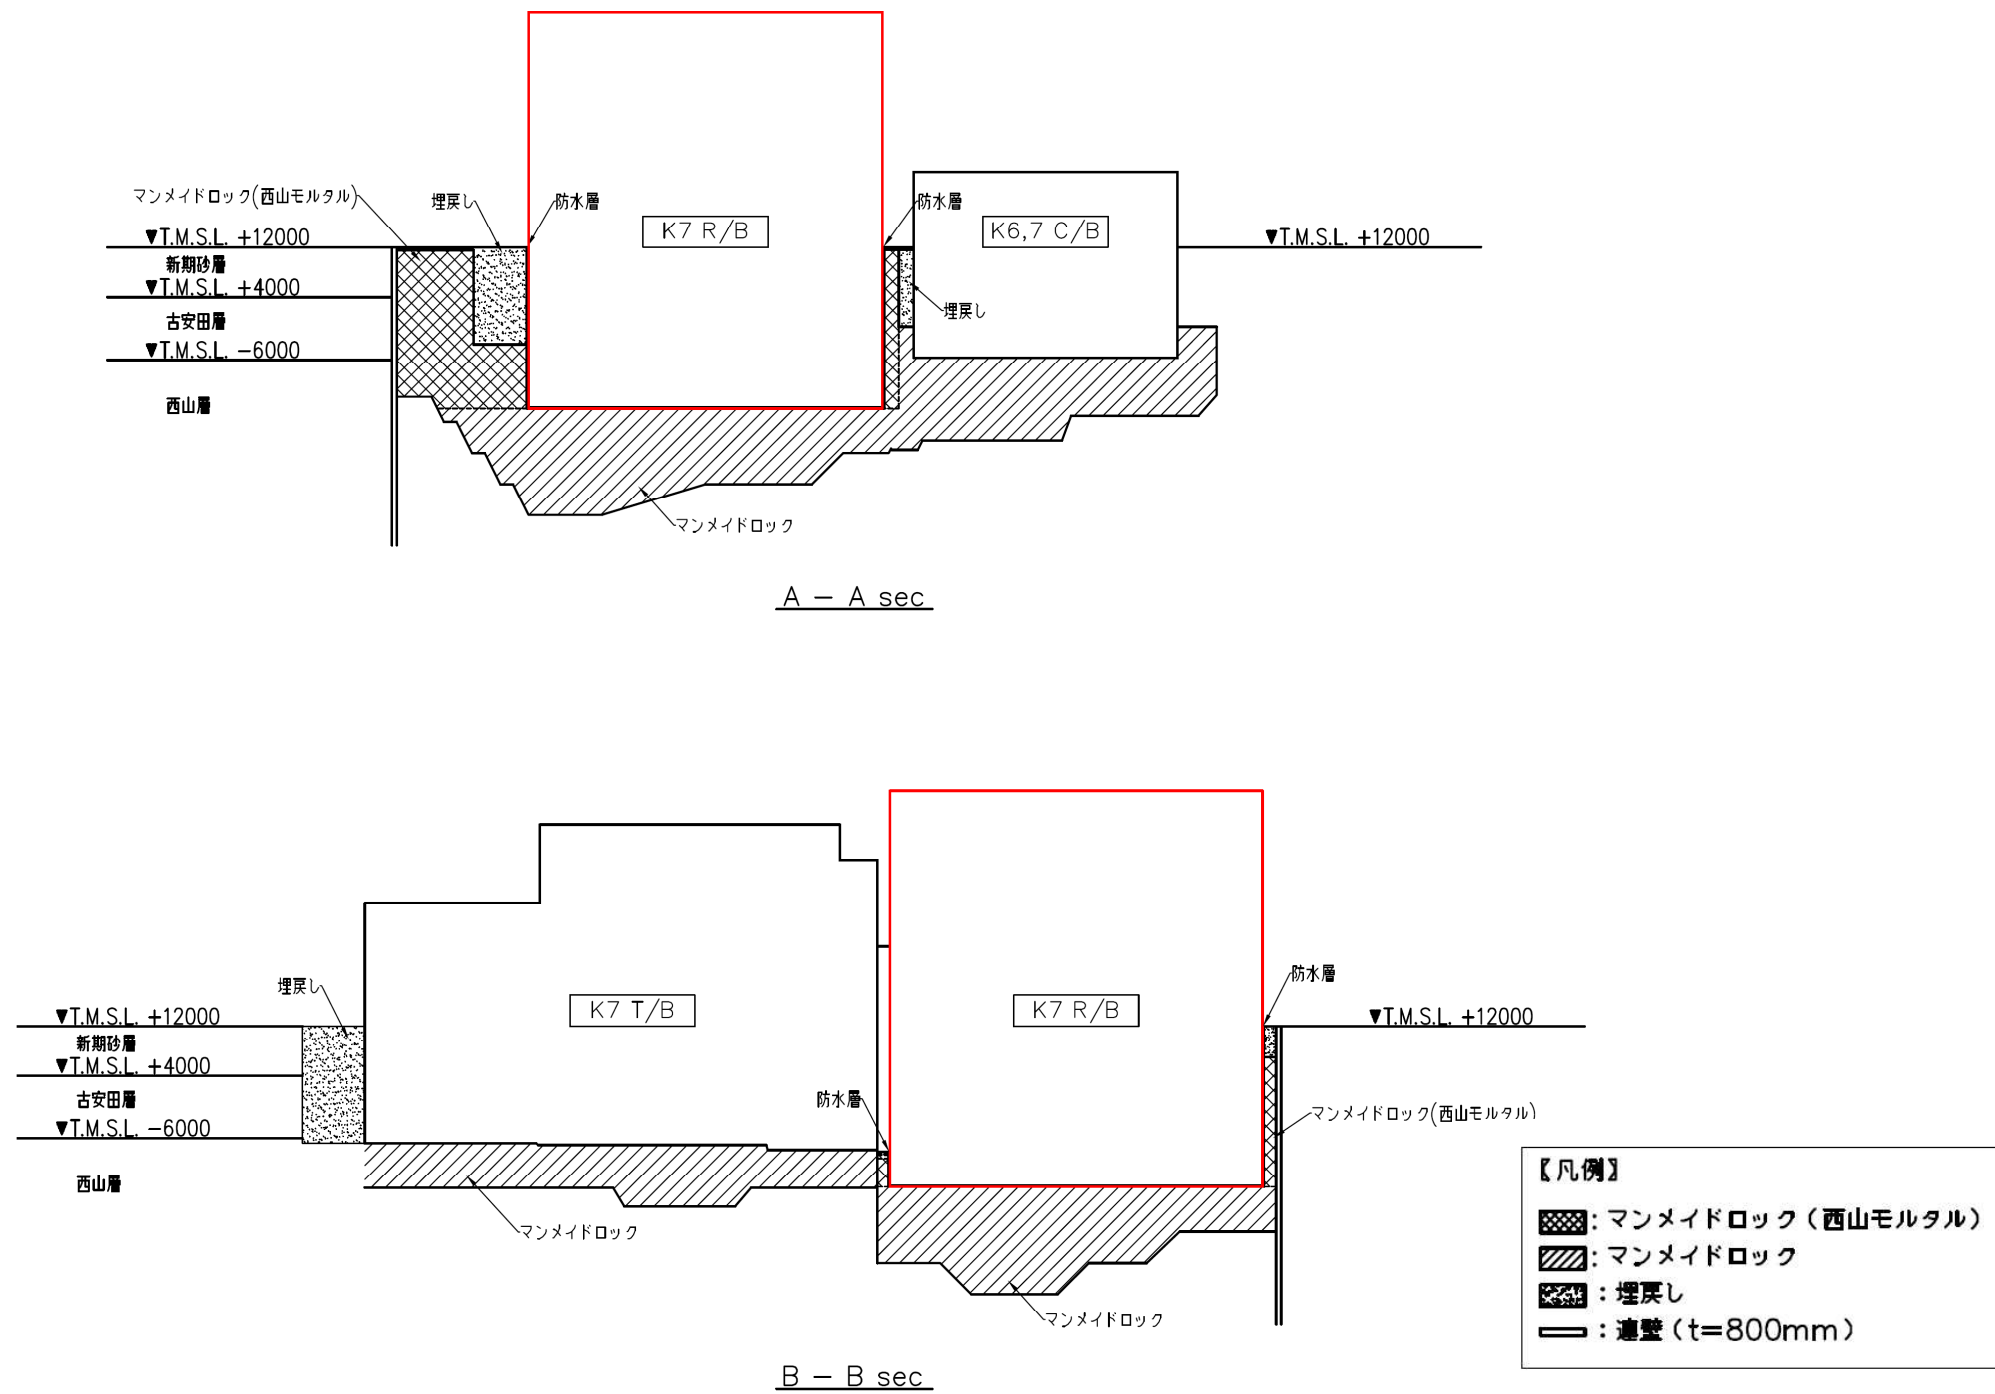 マンメイドロック(西山モルタル)
埋戻し
防水層
K7 R/B
防水層
K6,7 C/B
▼T.M.S.L. +12000
▼T.M.S.L. +12000
新期砂層
▼T.M.S.L. +4000
埋戻し
古安田層
▼T.M.S.L. −6000
西山層
マンメイドロック
A − A sec
防水層
埋戻し
K7 T/B
K7 R/B
▼T.M.S.L. +12000
▼T.M.S.L. +12000
新期砂層
▼T.M.S.L. +4000
古安田層
防水層
マンメイドロック(西山モルタル)
▼T.M.S.L. −6000
西山層
マンメイドロック
マンメイドロック
B − B sec
【凡例】
：マンメイドロック（西山モルタル）
：マンメイドロック
：埋戻し
：連壁（t=800mm）